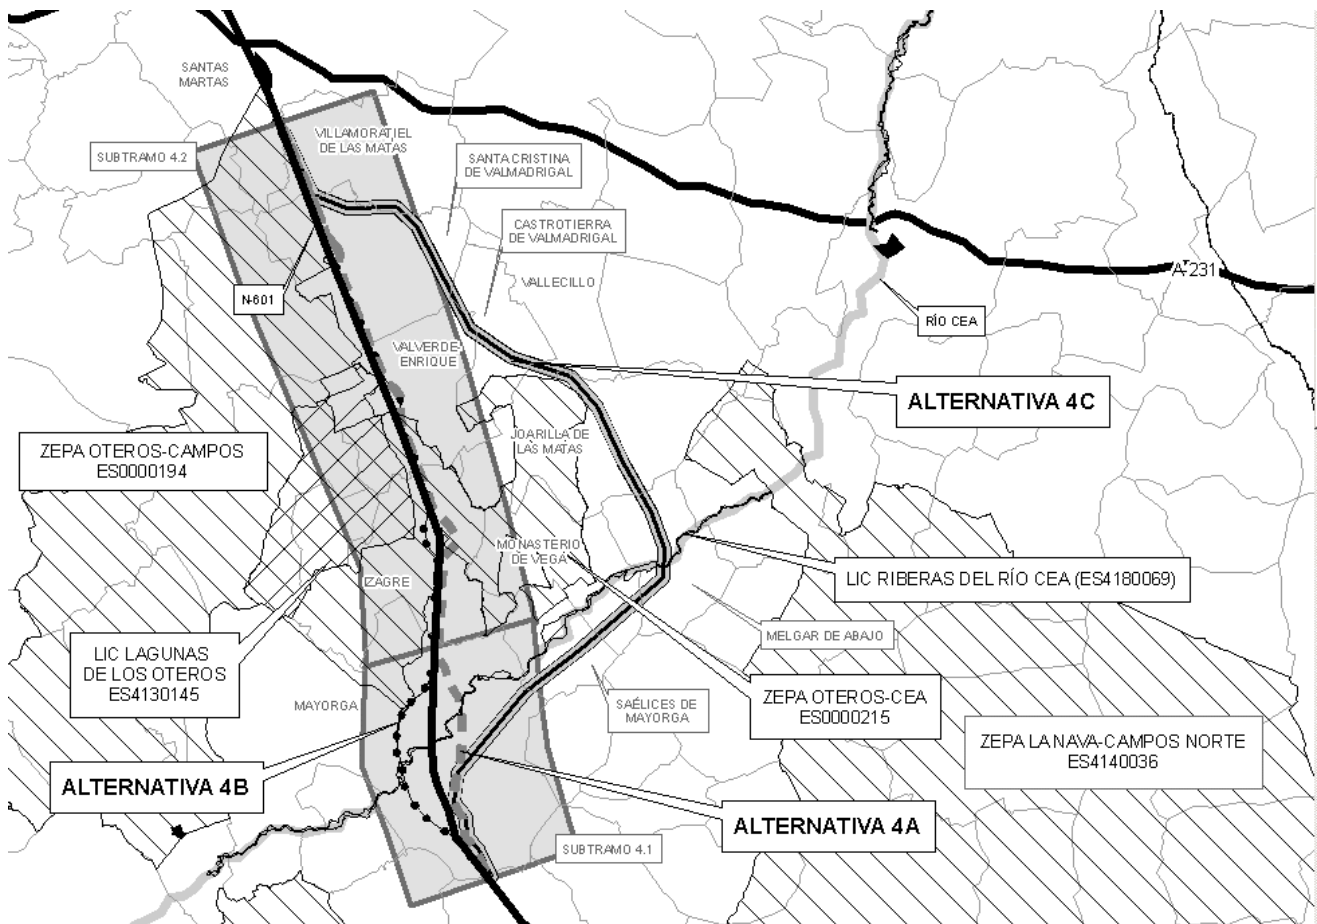 SANTAS
MARTAS
VILLAMORATIEL
DE LAS MATAS
SUBTRAMO 4.2
SANTA CRISTINA
DE VALMADRIGAL
CASTROTIERRA
DE VALMADRIGAL
VALLECILLO
A-231
N-601
RÍO CEA
VALVERDE-
ENRIQUE
ALTERNATIVA 4C
ZEPA OTEROS-CAMPOS
ES0000194
JOARILLA DE
LAS MATAS
MONASTERIO
DE VEGA
IZAGRE
LIC RIBERAS DEL RÍO CEA (ES4180069)
MELGAR DE ABAJO
LIC LAGUNAS
DE LOS OTEROS
ES4130145
MAYORGA
SAÉLICES DE
MAYORGA
ZEPA OTEROS-CEA
ES0000215
ZEPA LA NAVA-CAMPOS NORTE
ES4140036
ALTERNATIVA 4B
ALTERNATIVA 4A
SUBTRAMO 4.1